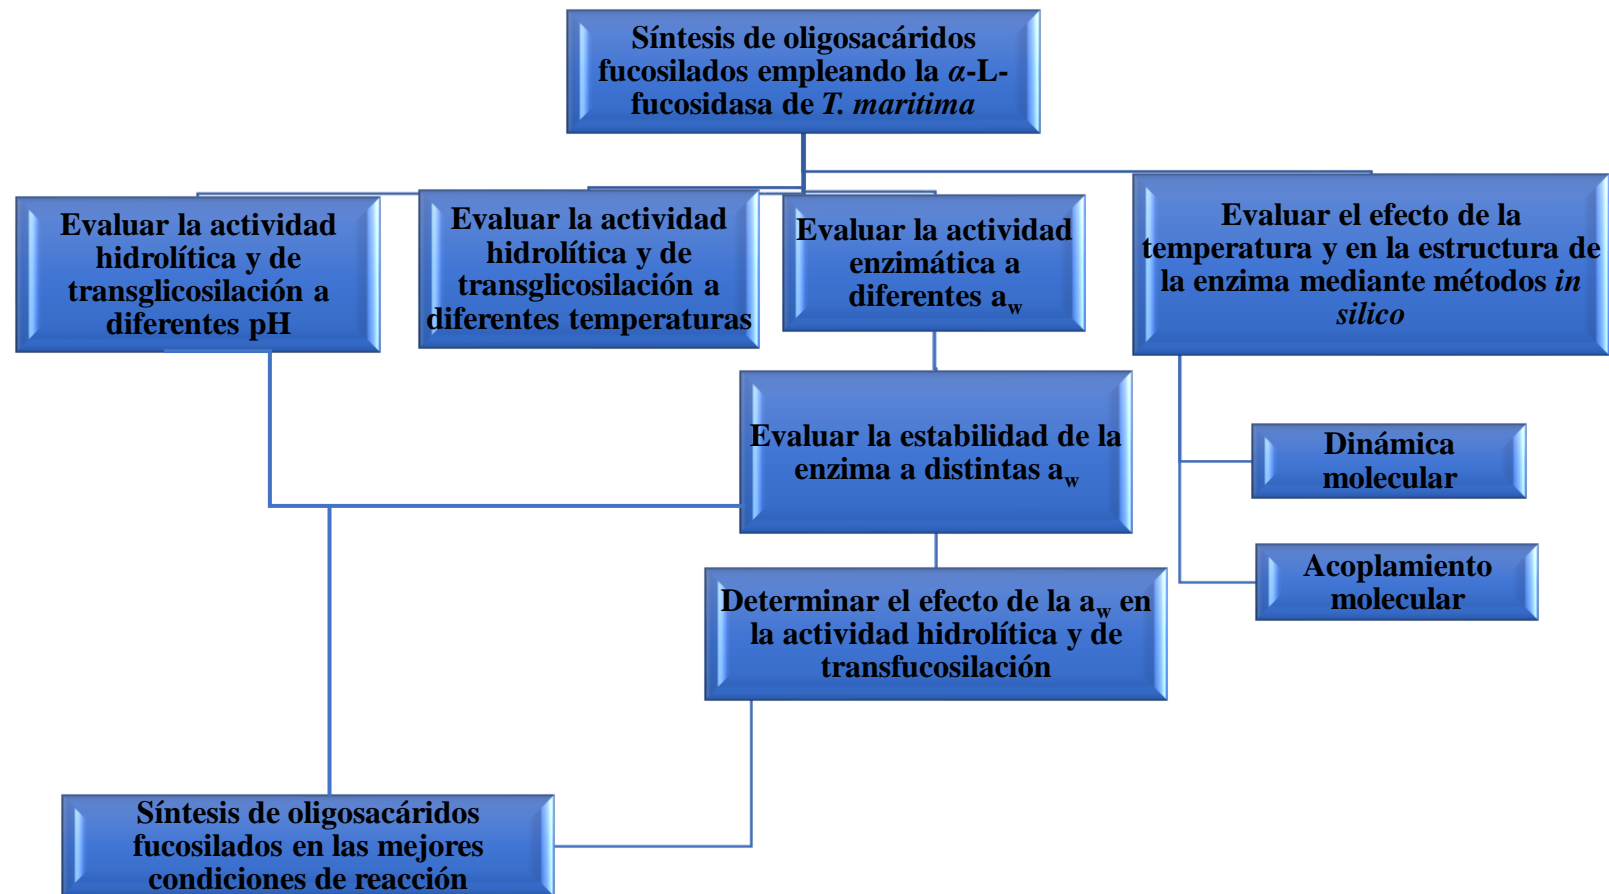 Síntesis de oligosacáridos
fucosilados empleando la α-L-
fucosidasa de T. maritima
Evaluar la actividad
hidrolítica y de
transglicosilación a
diferentes pH
Evaluar la actividad
hidrolítica y de
transglicosilación a
diferentes temperaturas
Evaluar la actividad
enzimática a
diferentes aw
Evaluar el efecto de la
temperatura y en la estructura de
la enzima mediante métodos in
silico
Evaluar la estabilidad de la
enzima a distintas aw
Dinámica
molecular
Acoplamiento
molecular
Determinar el efecto de la aw en
la actividad hidrolítica y de
transfucosilación
Síntesis de oligosacáridos
fucosilados en las mejores
condiciones de reacción